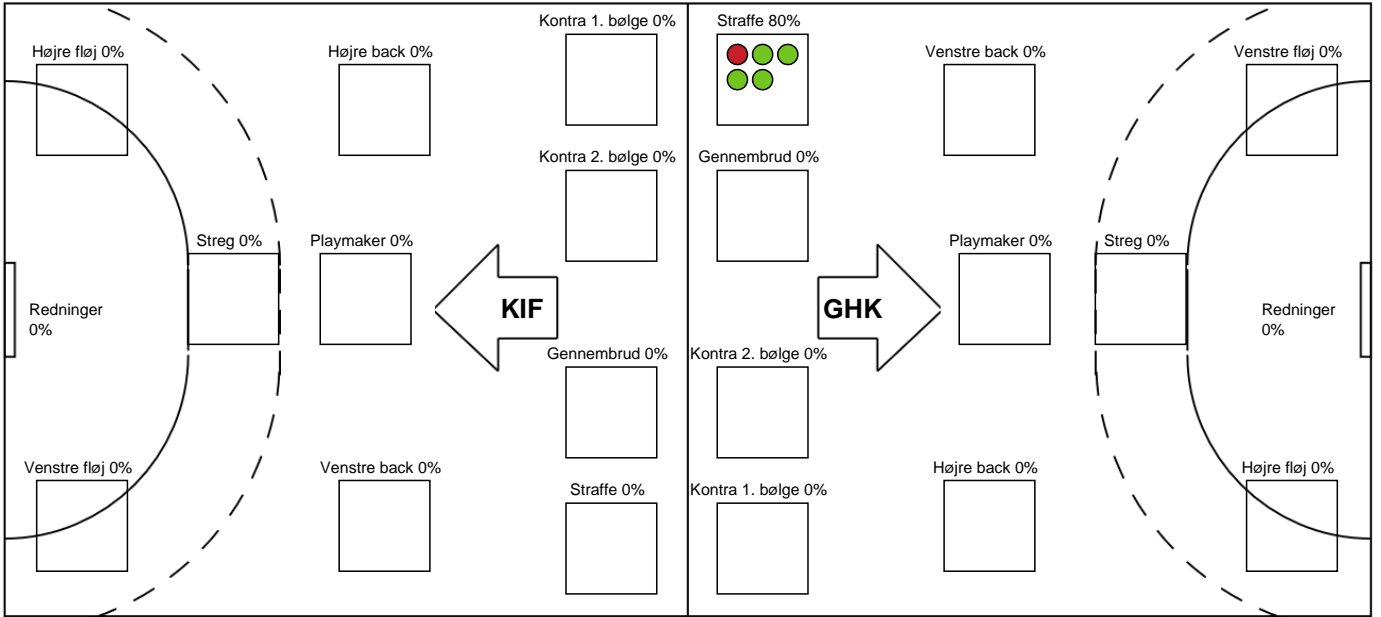 Kontra 1. bølge 0%
Straffe 80%
Højre fløj 0%
Højre back 0%
Venstre back 0%
Venstre fløj 0%
Kontra 2. bølge 0%
Gennembrud 0%
Streg 0%
Playmaker 0%
Playmaker 0%
Streg 0%
Redninger
0%
KIF
GHK
Redninger
0%
Gennembrud 0%
Kontra 2. bølge 0%
Venstre fløj 0%
Venstre back 0%
Højre back 0%
Højre fløj 0%
Straffe 0%
Kontra 1. bølge 0%